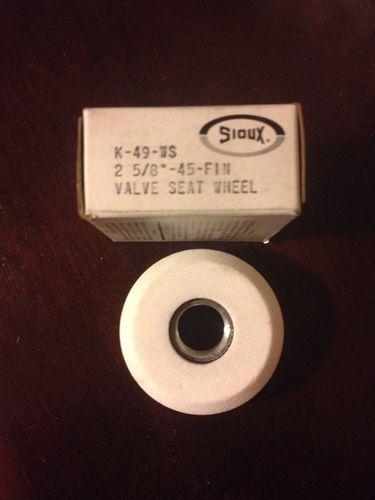 SIOUX.
K-49-WS
2 5/8"-45-FIN
VALVE SEAT WHEEL